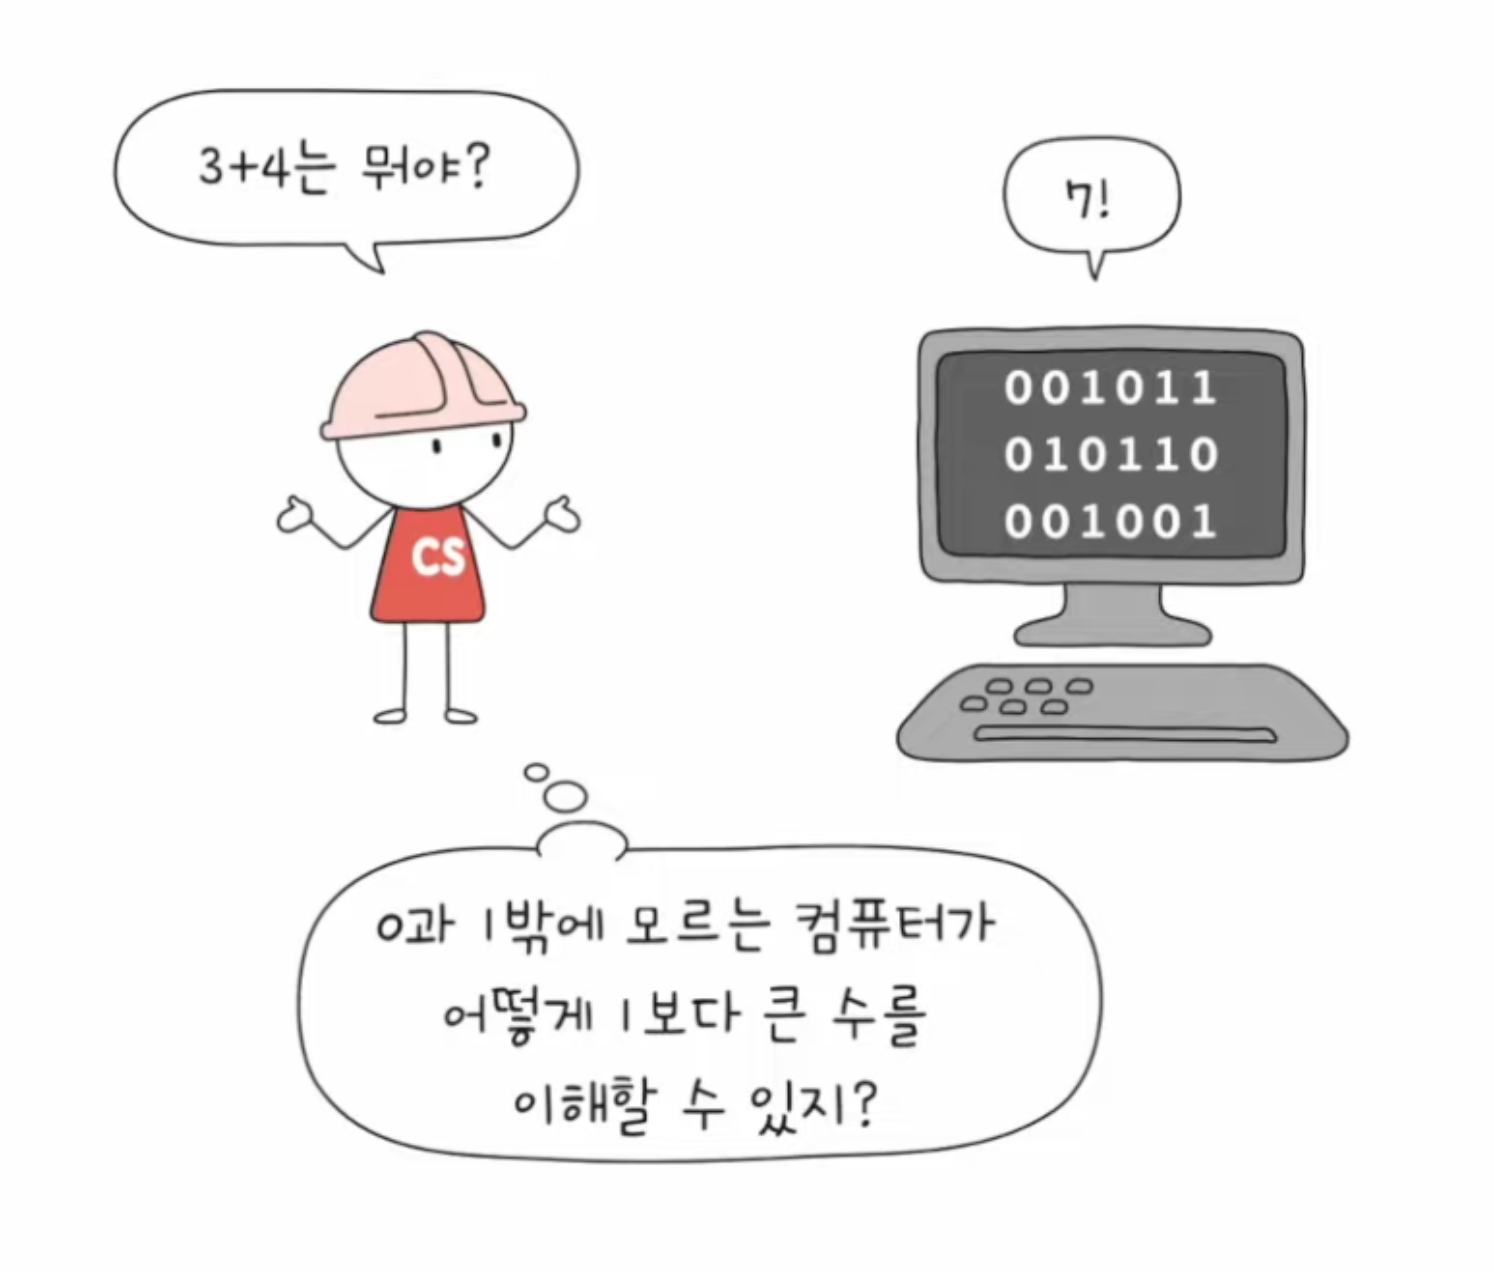 3+4는 뭐야?
7!
CS
001011
010110
001001
0과 1밖에 모르는 컴퓨터가
어떻게 1보다 큰 수를
이해할 수 있지?